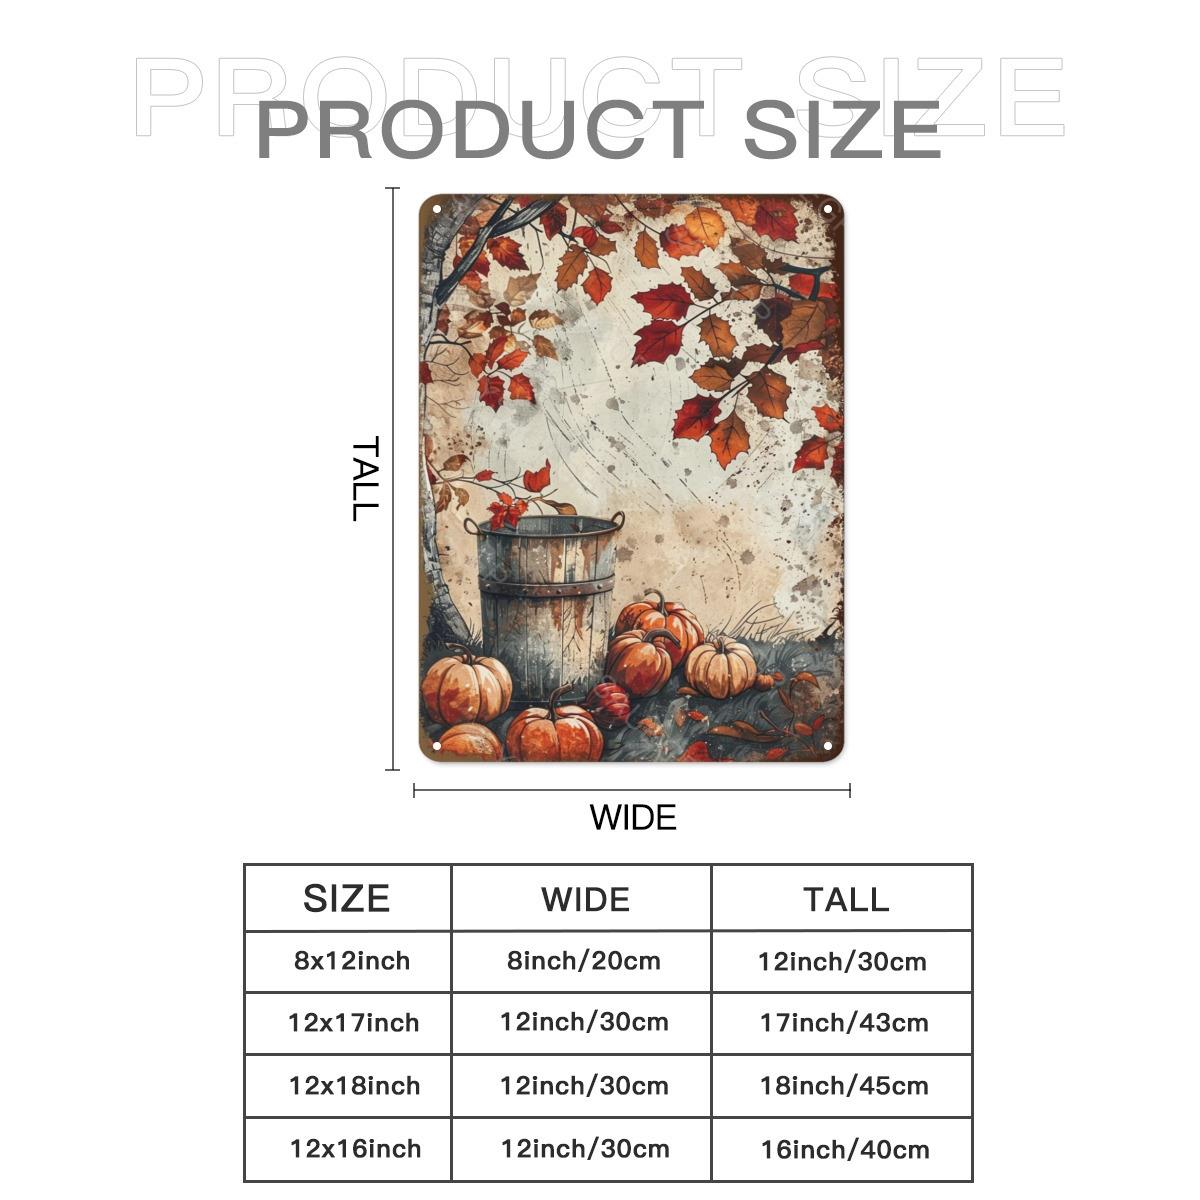 PRODUCT SIZE
PRODUCT SIZE
TALL
WIDE
SIZE WIDE TALL
8x12inch 8inch/20cm 12inch/30cm
12x17inch 12inch/30cm 17inch/43cm
12x18inch 12inch/30cm 18inch/45cm
12x16inch 12inch/30cm 16inch/40cm